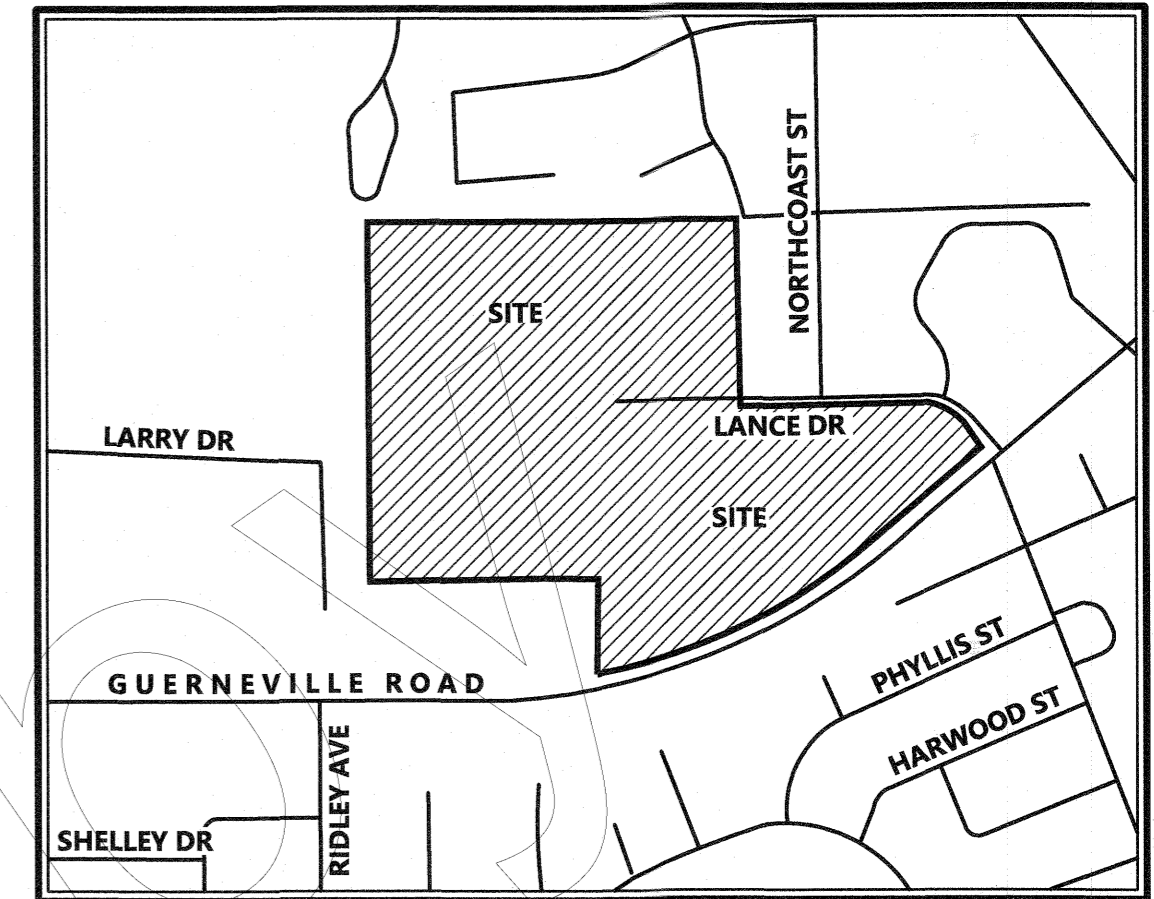 NORTHCOAST ST
SITE
LANCE DR
LARRY DR
SITE
PHYLLIS ST
GUERNEVILLE ROAD
HARWOOD ST
RIDLEY AVE
SHELLEY DR